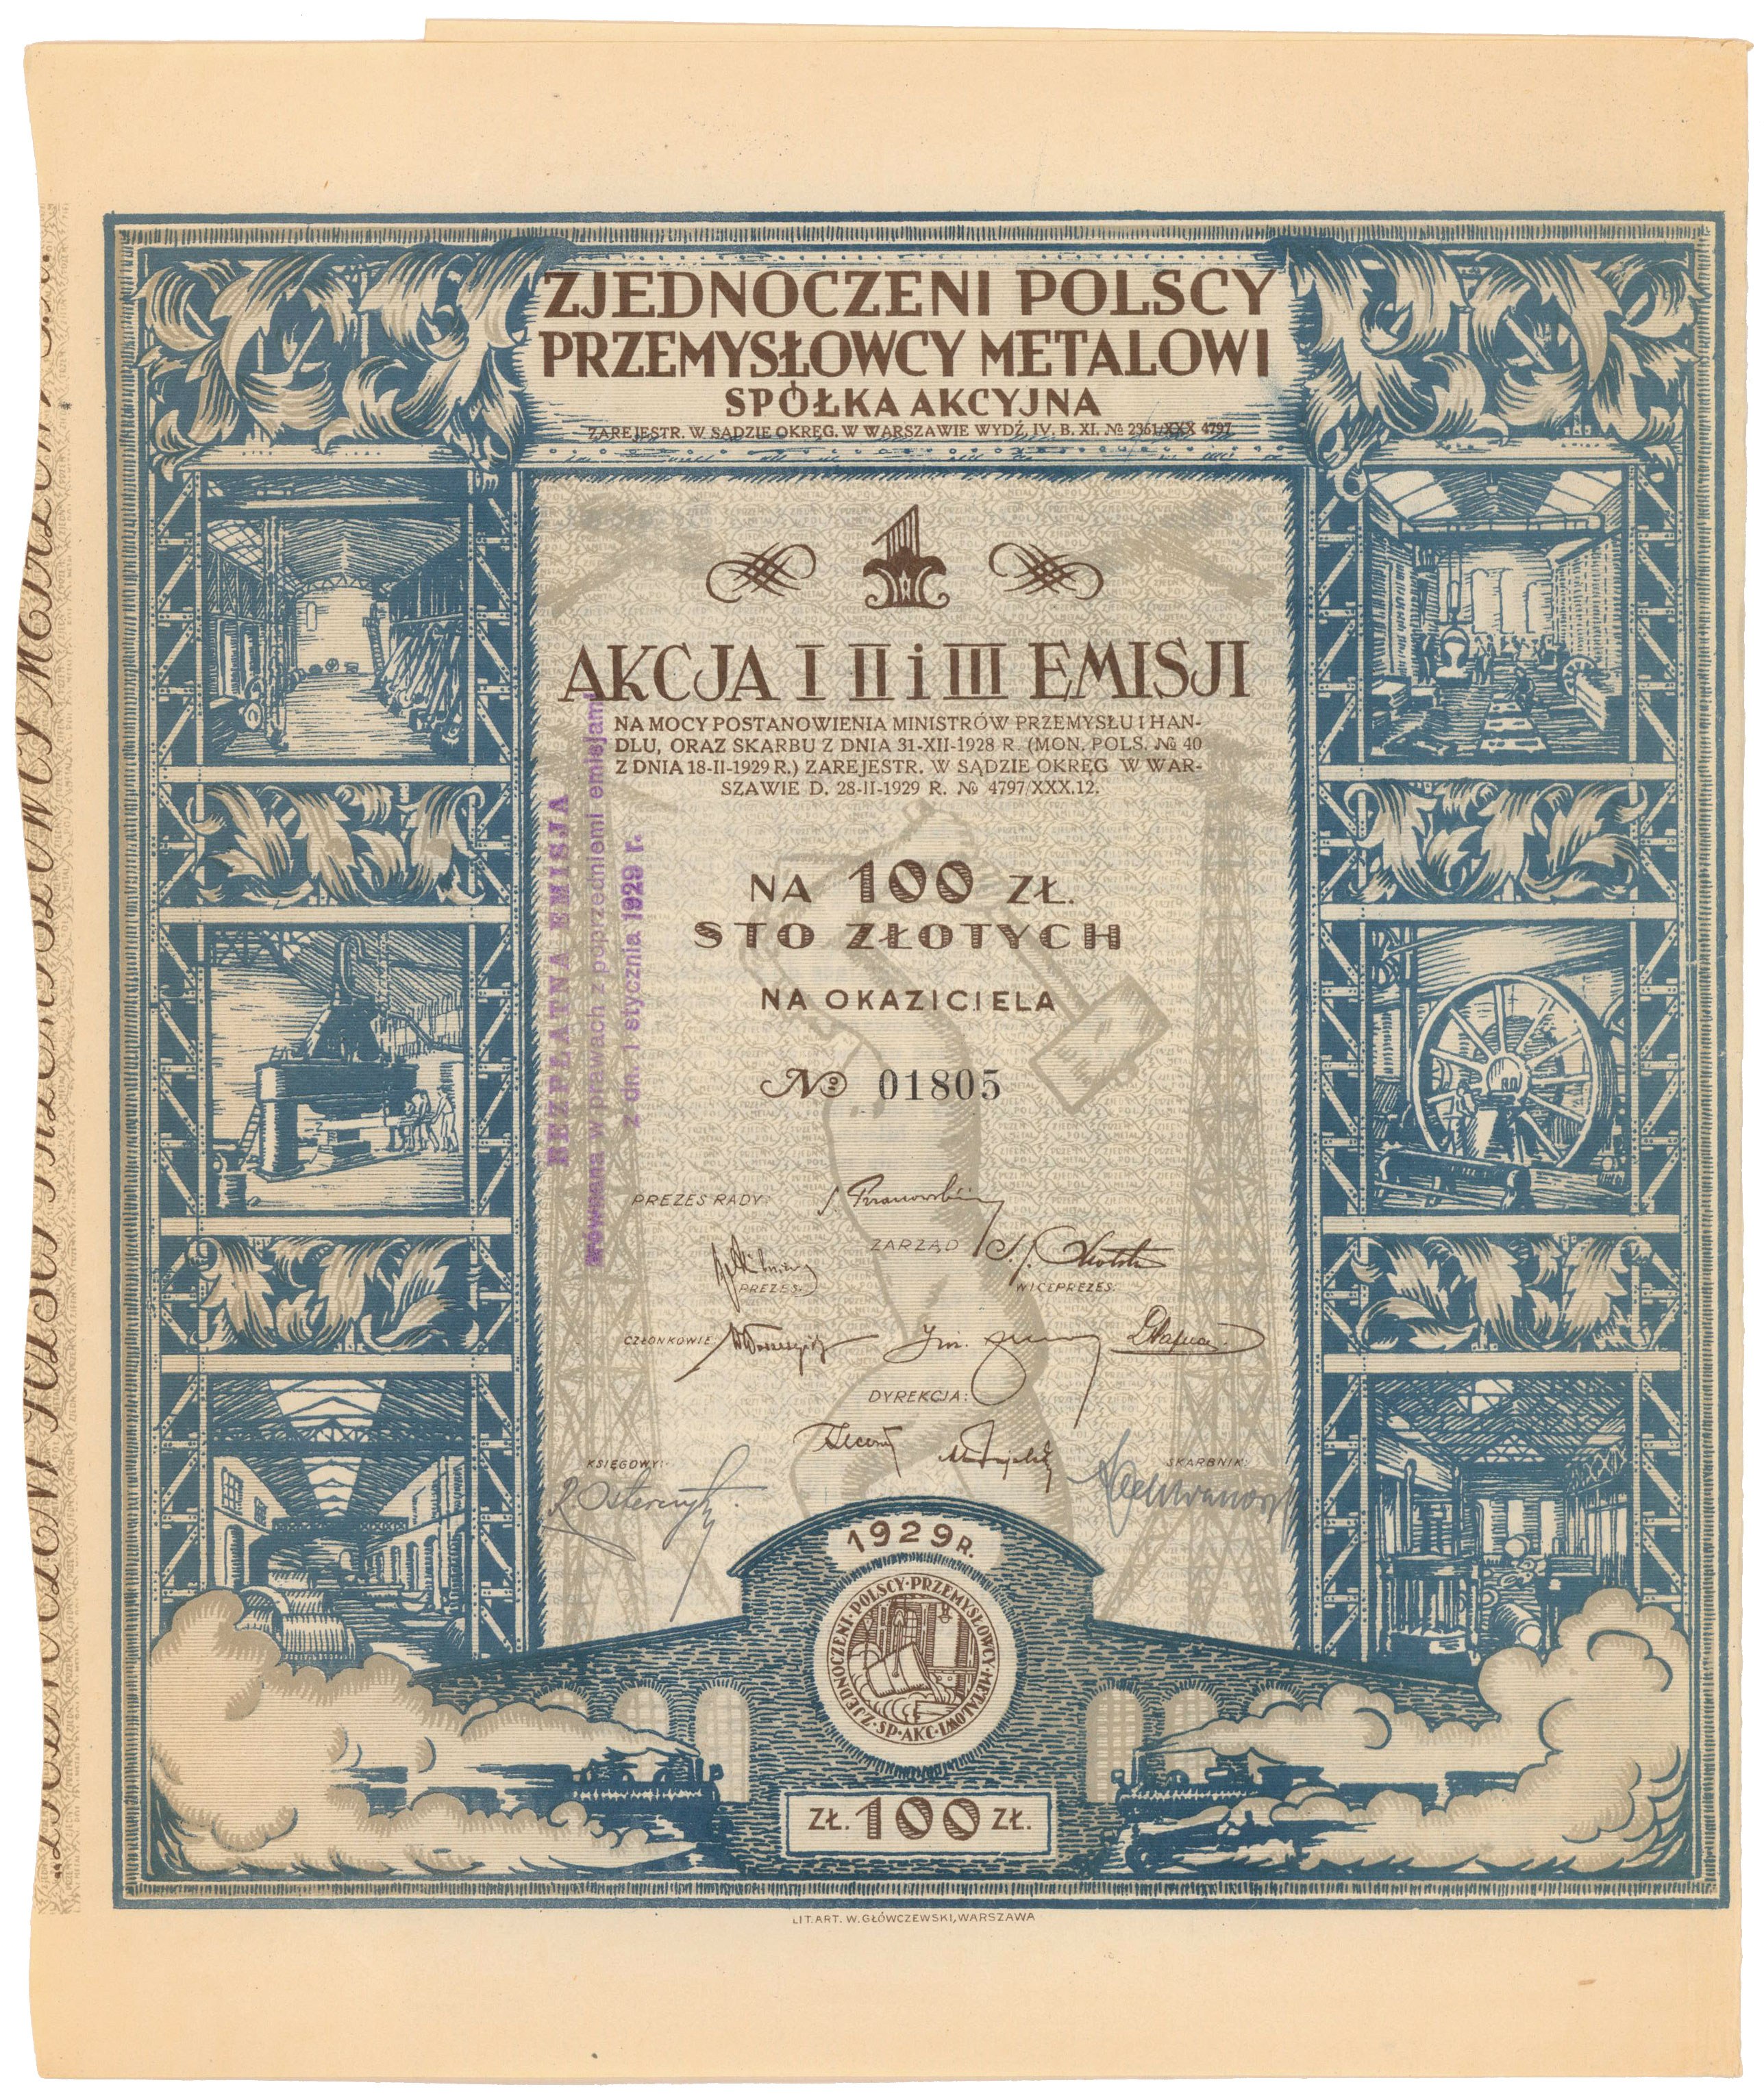 ZJEDNOCZENI POLSCY
PRZEMYSŁOWCY METALOWI
SPÓŁKA AKCYJNA
ZAREJESTR. W SĄDZIE OKRĘG. W WARSZAWIE WYDŹ. IV. B. XI. № 2361/XXX 4797
1
AKCJA I II i III EMISJI
NA MOCY POSTANOWIENIA MINISTRÓW PRZEMYSŁU I HAN-
DLU, ORAZ SKARBU Z DNIA 31-XII-1928 R. (MON. POLS. № 40
Z DNIA 18-II-1929 R.) ZAREJESTR. W SĄDZIE OKRĘG W WAR-
SZAWIE D. 28-II-1929 R. № 4797/XXX.12.
BEZPŁATNA EMISJA
równana w prawach z poprzedniemi emisjami
z dn. 1 stycznia 1929 r.
NA 100 ZŁ.
STO ZŁOTYCH
NA OKAZICIELA
№ 01805
PREZES RADY:
ZARZĄD
PREZES:
WICEPREZES:
CZŁONKOWIE
DYREKCJA:
KSIĘGOWY:
SKARBNIK:
1929 R.
ZJEDNOCZENI·POLSCY·PRZEMYSŁOWCY·METALOWI·SP·AKC·
ZŁ. 100 ZŁ.
LIT. ART. W. GŁÓWCZEWSKI, WARSZAWA